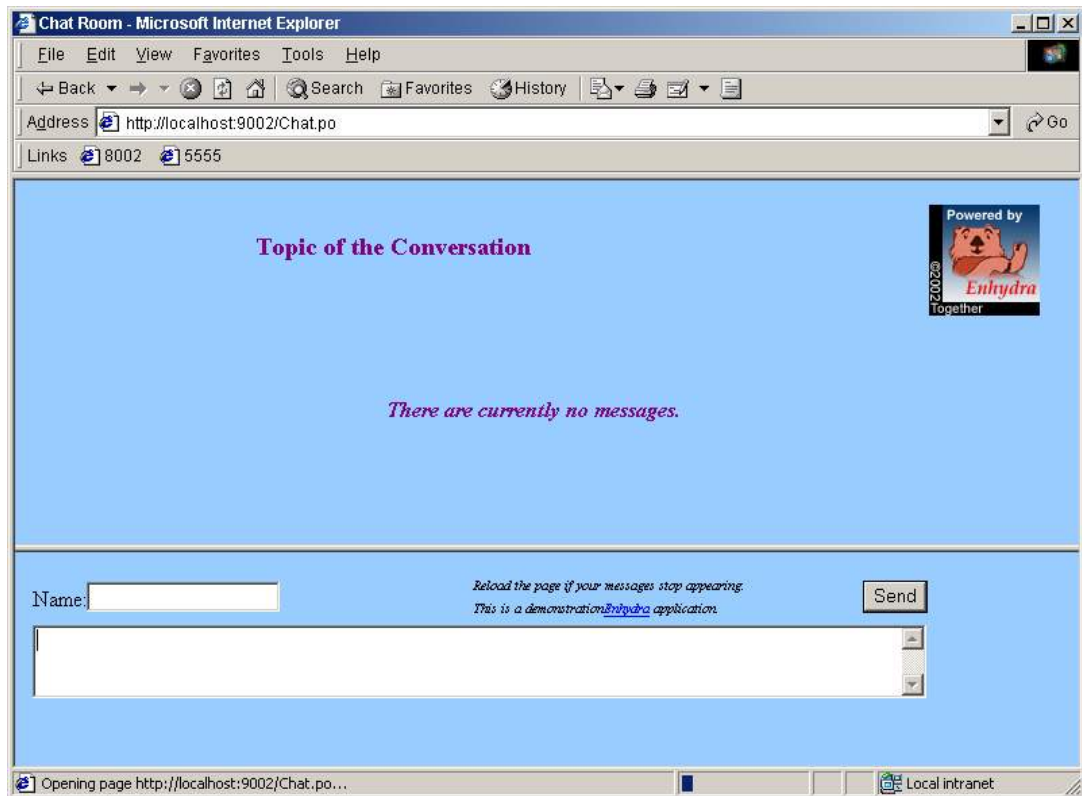 Chat Room - Microsoft Internet Explorer
File Edit View Favorites Tools Help
Back Search Favorites History
Address http://localhost:9002/Chat.po Go
Links 8002 5555
Powered by
Enhydra
©2002
Together
Topic of the Conversation
There are currently no messages.
Name:
Reload the page if your messages stop appearing.
This is a demonstrationEnhydra application.
Send
Opening page http://localhost:9002/Chat.po... Local intranet